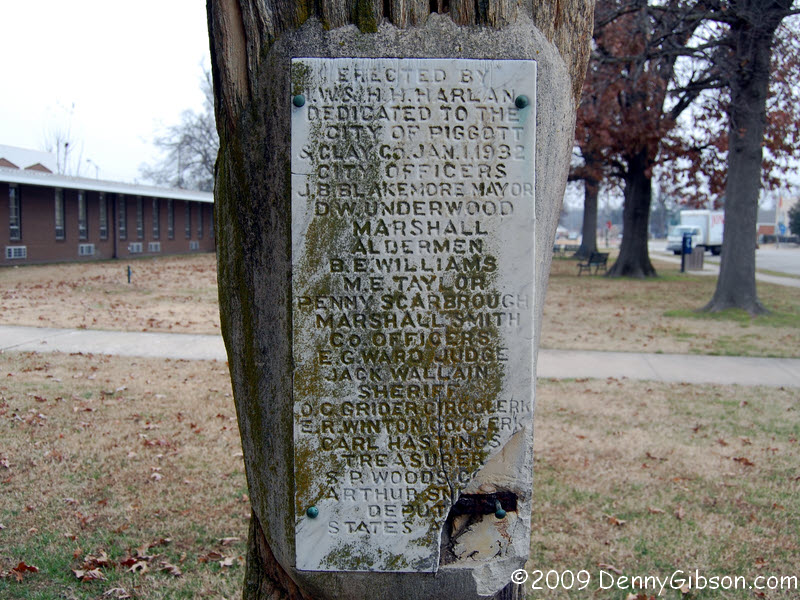 ERECTED BY
I.W.& H.H. HARLAN
DEDICATED TO THE
CITY OF PIGGOTT
& CLAY CO. JAN.1.1932
CITY OFFICERS
J.B. BLAKEMORE MAYOR
D.W. UNDERWOOD
MARSHALL
ALDERMEN
B.E. WILLIAMS
M.E. TAYLOR
PENNY SCARBROUGH
MARSHALL SMITH
CO OFFICERS
E.G. WARD JUDGE
JACK WALLAIN
SHERIFF
O.G. GRIDER CIRC. CLERK
E.R. WINTON CO. CLERK
CARL HASTINGS
TREASURER
S.P. WOODS
ARTHUR
DEPUT
STATES
©2009 DennyGibson.com